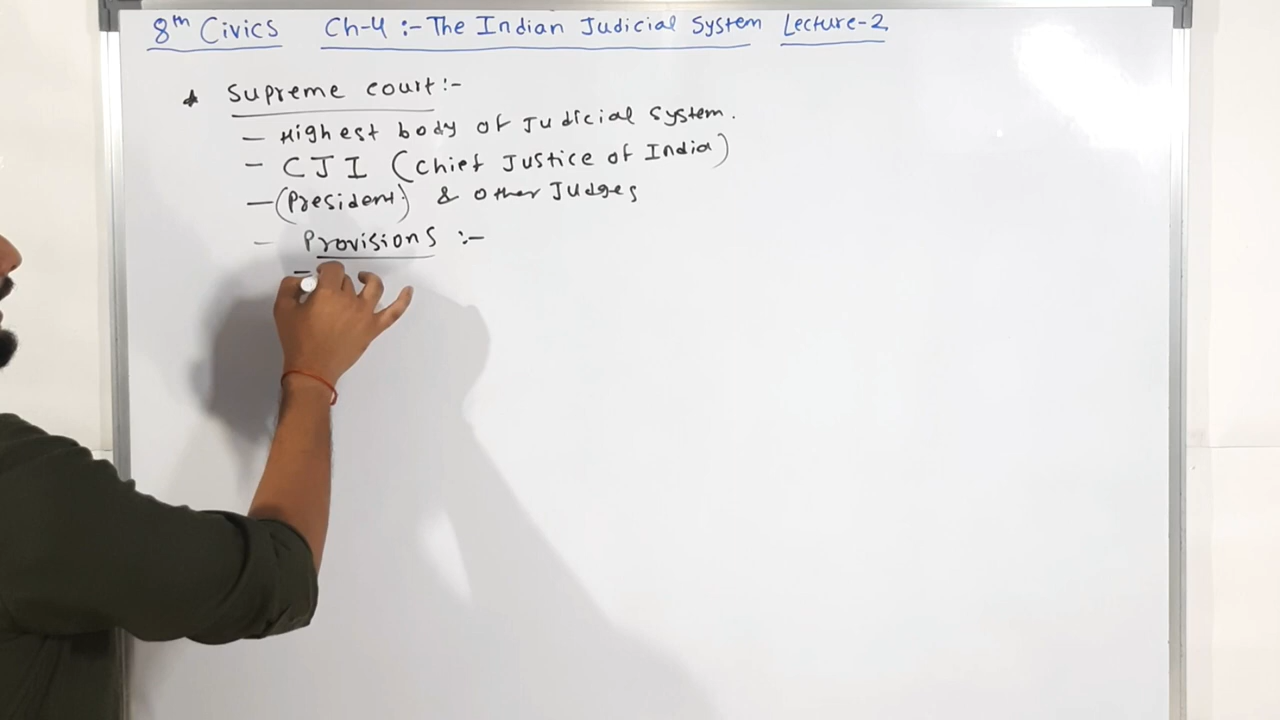 8th Civics Ch-4 :- The Indian Judicial System Lecture-2
* Supreme court :-
- Highest body of Judicial System.
- CJI (Chief Justice of India)
- (President) & other Judges
- Provisions :-
-